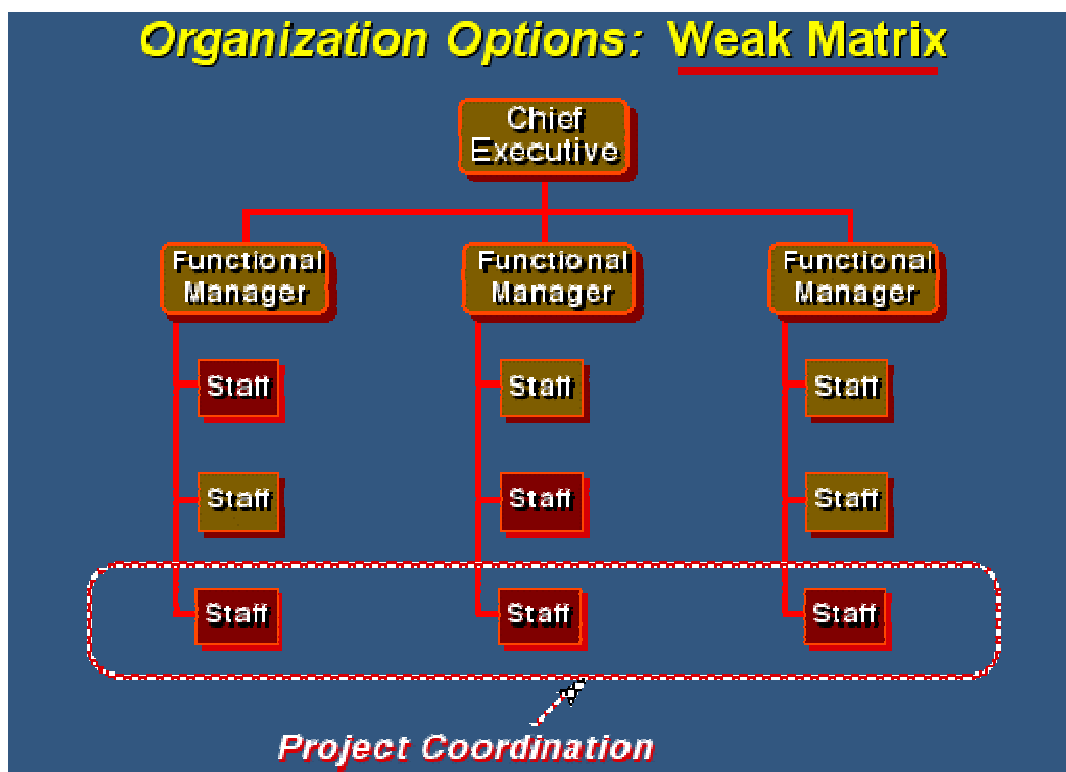 Organization Options: Weak Matrix
Chief
Executive
Functional
Manager
Functional
Manager
Functional
Manager
Staff
Staff
Staff
Staff
Staff
Staff
Staff
Staff
Staff
Project Coordination